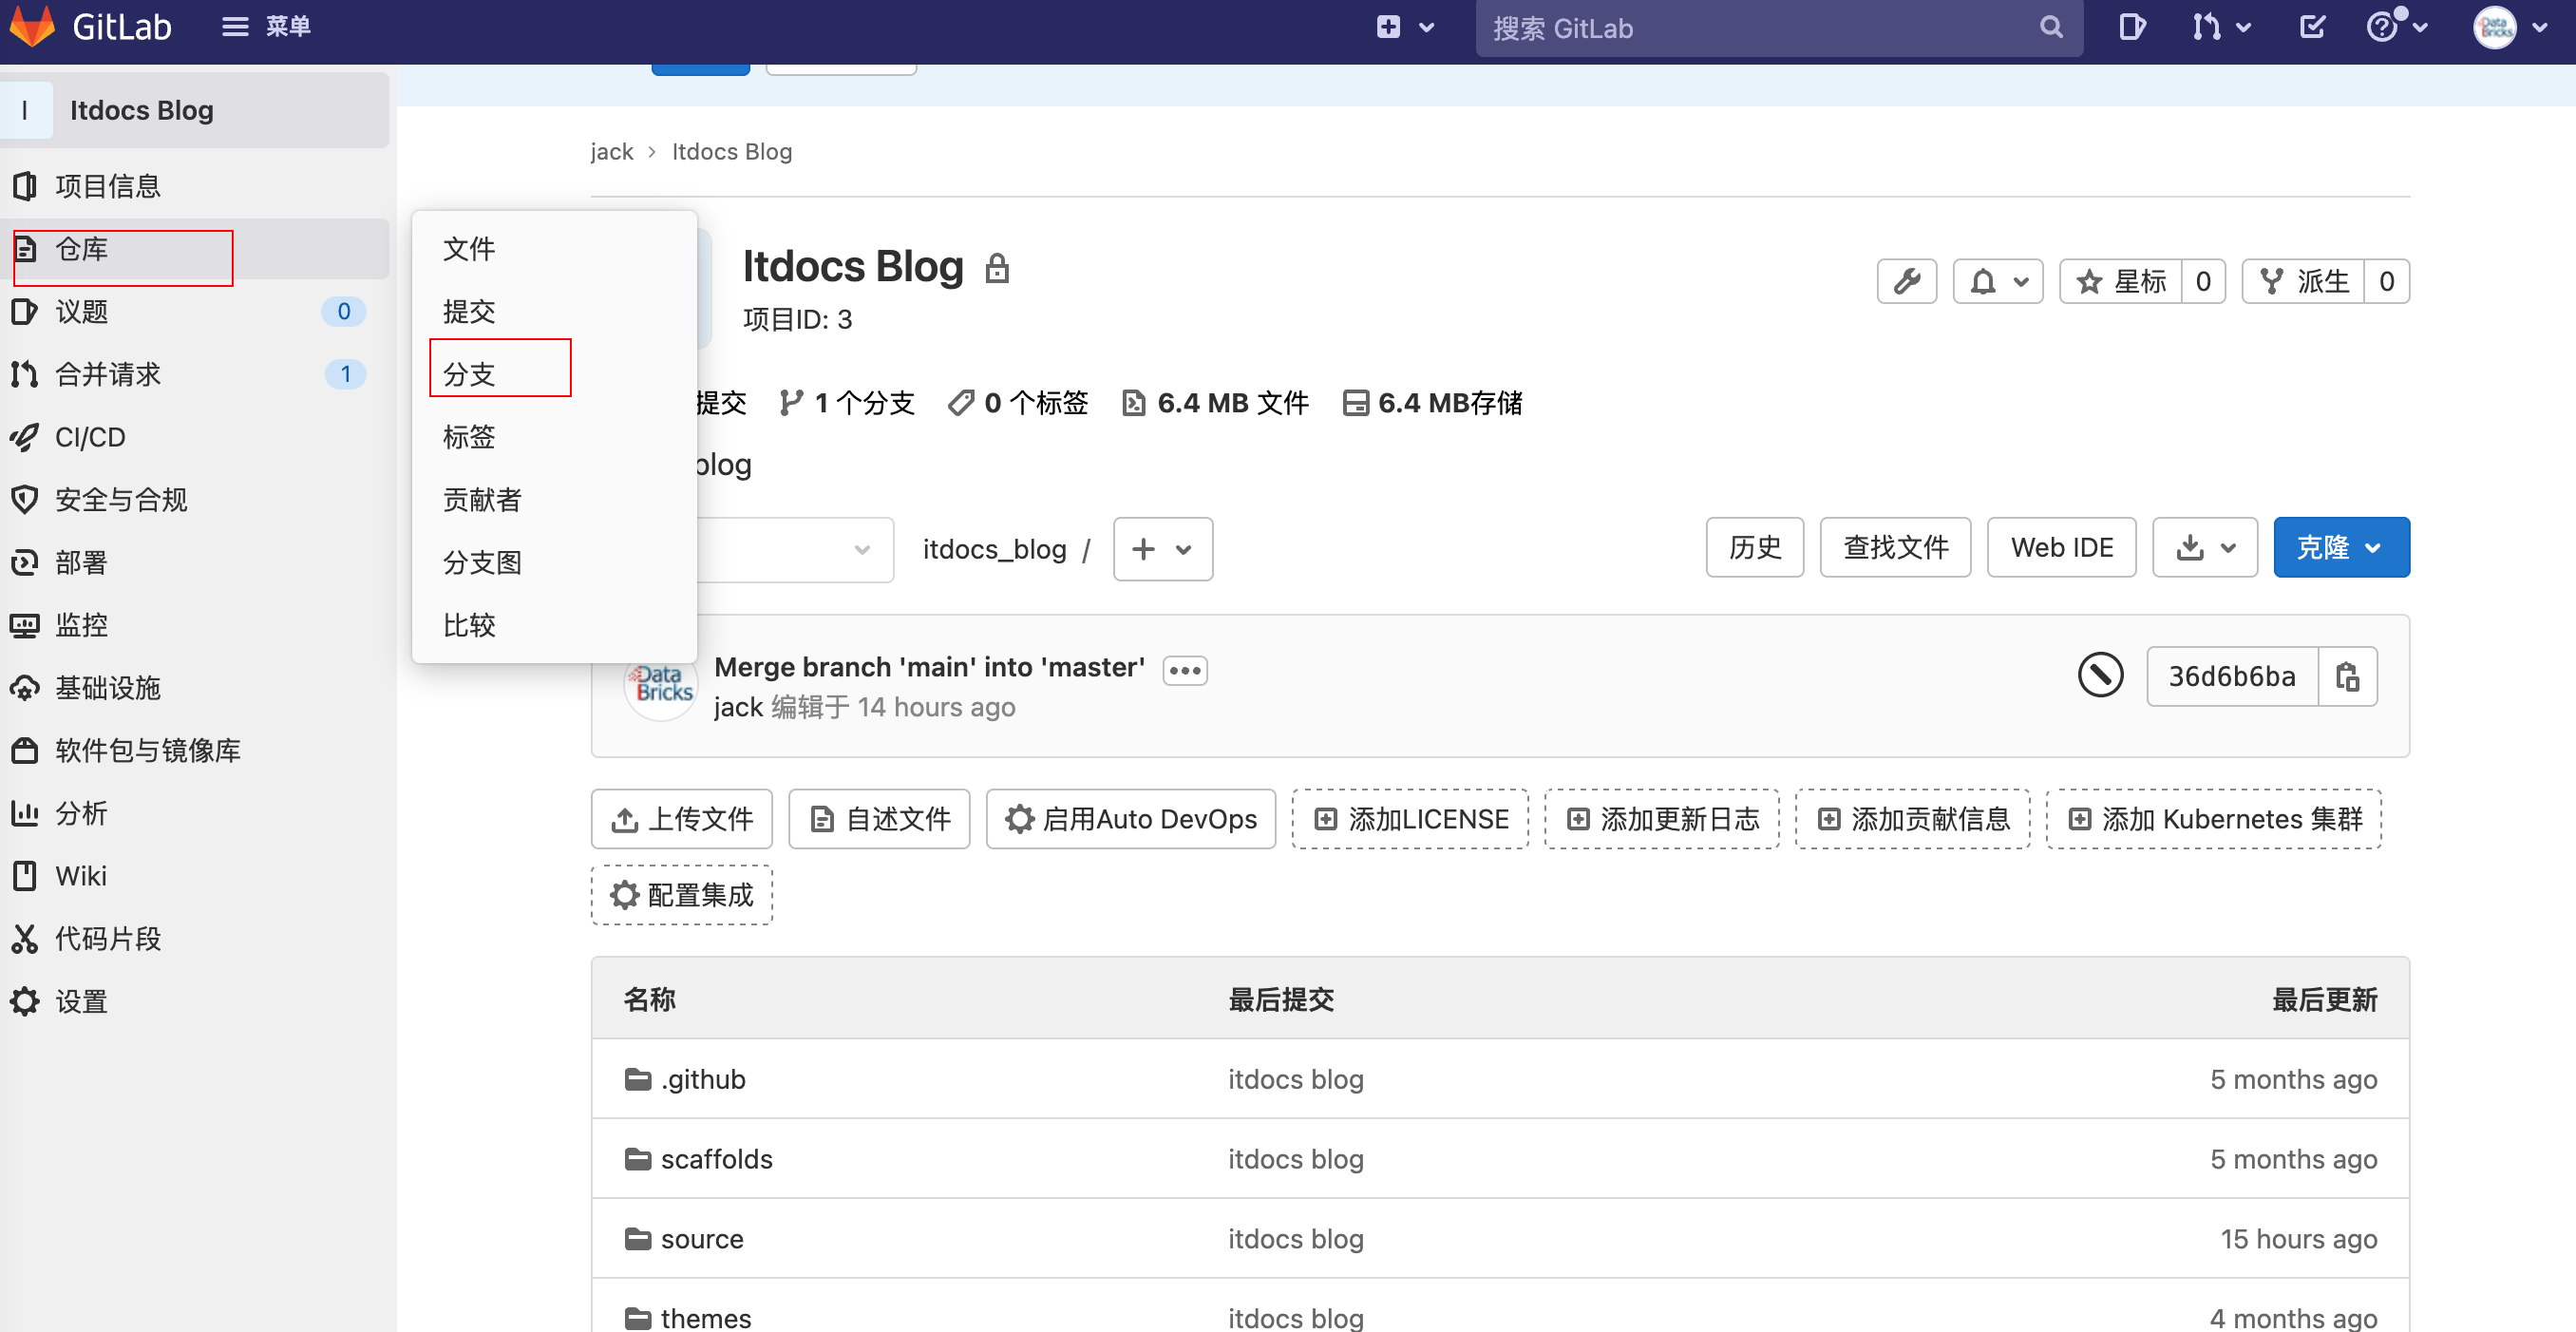 GitLab 菜单 搜索 GitLab
I Itdocs Blog
项目信息
仓库
议题 0
合并请求 1
CI/CD
安全与合规
部署
监控
基础设施
软件包与镜像库
分析
Wiki
代码片段
设置
文件
提交
分支
标签
贡献者
分支图
比较
jack › Itdocs Blog
Itdocs Blog
项目ID: 3
星标 0 派生 0
提交 1 个分支 0 个标签 6.4 MB 文件 6.4 MB存储
blog
itdocs_blog / 历史 查找文件 Web IDE 克隆
Data Bricks
Merge branch 'main' into 'master'
jack 编辑于 14 hours ago
36d6b6ba
上传文件 自述文件 启用Auto DevOps 添加LICENSE 添加更新日志 添加贡献信息 添加 Kubernetes 集群
配置集成
名称 最后提交 最后更新
.github itdocs blog 5 months ago
scaffolds itdocs blog 5 months ago
source itdocs blog 15 hours ago
themes itdocs blog 4 months ago